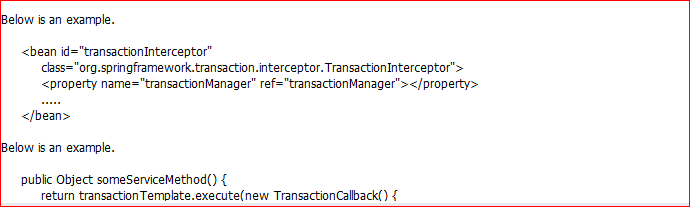 Below is an example.
<bean id="transactionInterceptor"
class="org.springframework.transaction.interceptor.TransactionInterceptor">
<property name="transactionManager" ref="transactionManager"></property>
.....
</bean>
Below is an example.
public Object someServiceMethod() {
return transactionTemplate.execute(new TransactionCallback() {